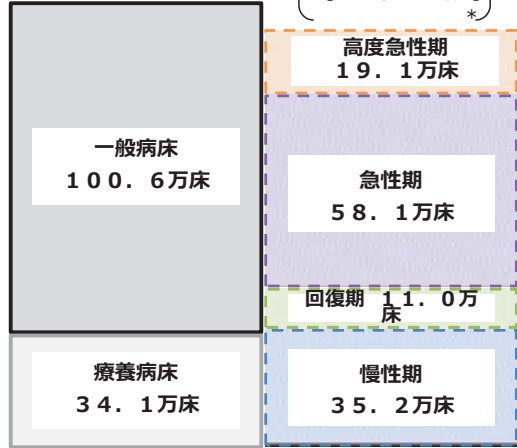 *
一般病床
１００．６万床
療養病床
３４．１万床
高度急性期
１９．１万床
急性期
５８．１万床
回復期　１１．０万
床
慢性期
３５．２万床